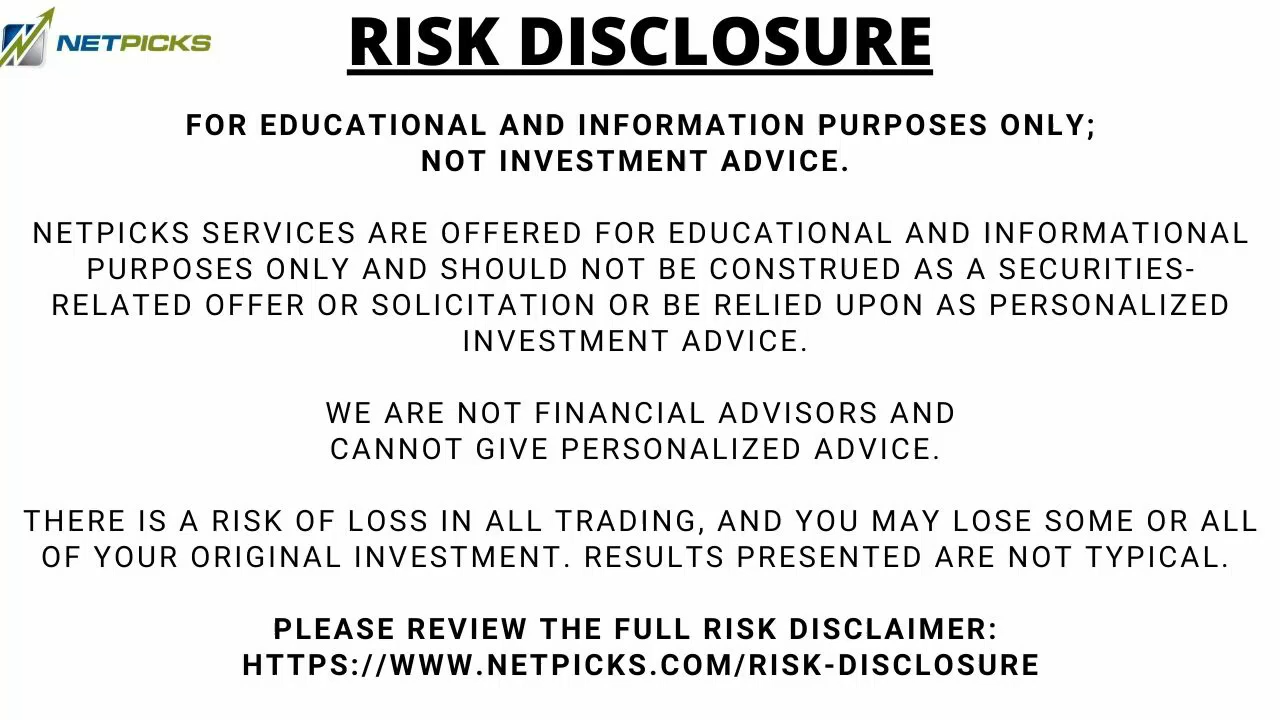 NETPICKS
RISK DISCLOSURE
FOR EDUCATIONAL AND INFORMATION PURPOSES ONLY;
NOT INVESTMENT ADVICE.
NETPICKS SERVICES ARE OFFERED FOR EDUCATIONAL AND INFORMATIONAL
PURPOSES ONLY AND SHOULD NOT BE CONSTRUED AS A SECURITIES-
RELATED OFFER OR SOLICITATION OR BE RELIED UPON AS PERSONALIZED
INVESTMENT ADVICE.
WE ARE NOT FINANCIAL ADVISORS AND
CANNOT GIVE PERSONALIZED ADVICE.
THERE IS A RISK OF LOSS IN ALL TRADING, AND YOU MAY LOSE SOME OR ALL
OF YOUR ORIGINAL INVESTMENT. RESULTS PRESENTED ARE NOT TYPICAL.
PLEASE REVIEW THE FULL RISK DISCLAIMER:
HTTPS://WWW.NETPICKS.COM/RISK-DISCLOSURE